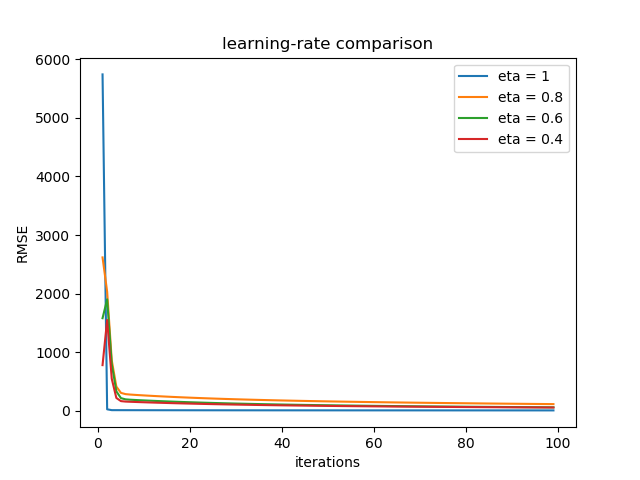 learning-rate comparison
eta = 1
eta = 0.8
eta = 0.6
eta = 0.4
RMSE
6000
5000
4000
3000
2000
1000
0
0 20 40 60 80 100
iterations